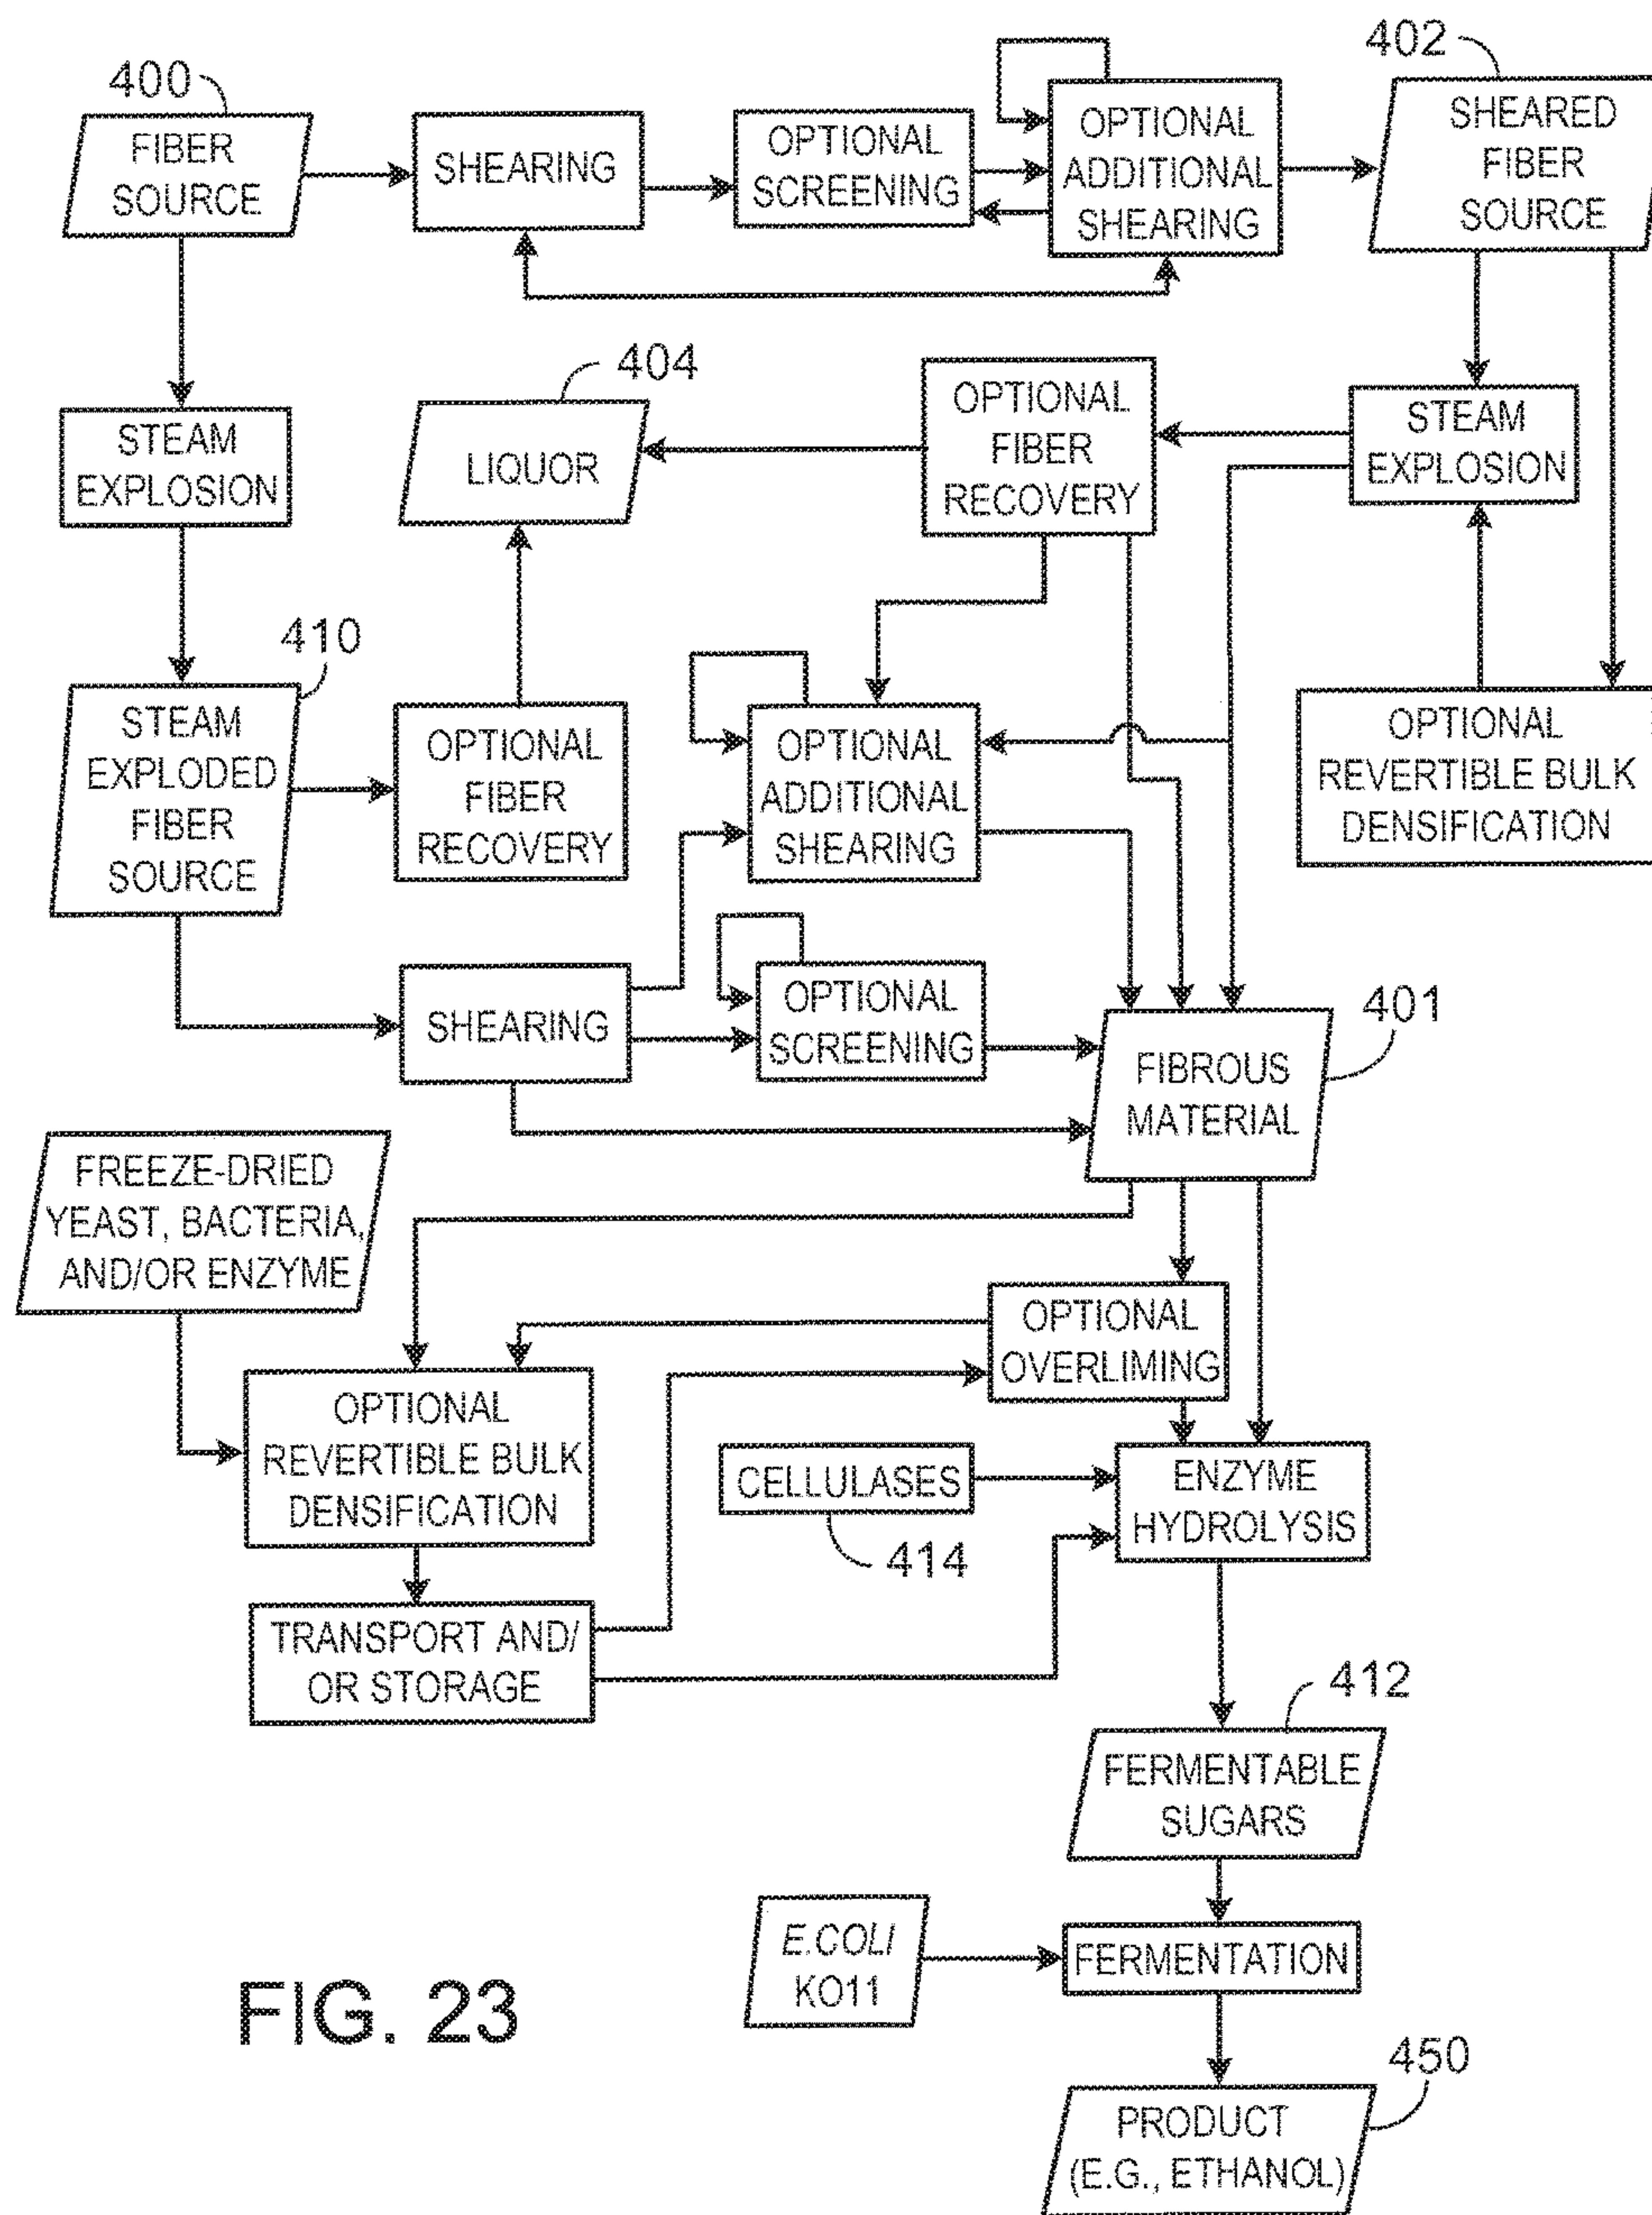 400
FIBER
SOURCE
SHEARING
OPTIONAL
SCREENING
OPTIONAL
ADDITIONAL
SHEARING
402
SHEARED
FIBER
SOURCE
STEAM
EXPLOSION
404
LIQUOR
OPTIONAL
FIBER
RECOVERY
STEAM
EXPLOSION
410
STEAM
EXPLODED
FIBER
SOURCE
OPTIONAL
FIBER
RECOVERY
OPTIONAL
ADDITIONAL
SHEARING
OPTIONAL
REVERTIBLE BULK
DENSIFICATION
SHEARING
OPTIONAL
SCREENING
401
FIBROUS
MATERIAL
FREEZE-DRIED
YEAST, BACTERIA,
AND/OR ENZYME
OPTIONAL
OVERLIMING
OPTIONAL
REVERTIBLE BULK
DENSIFICATION
CELLULASES
414
ENZYME
HYDROLYSIS
TRANSPORT AND/
OR STORAGE
412
FERMENTABLE
SUGARS
E.COLI
KO11
FERMENTATION
FIG. 23
450
PRODUCT
(E.G., ETHANOL)